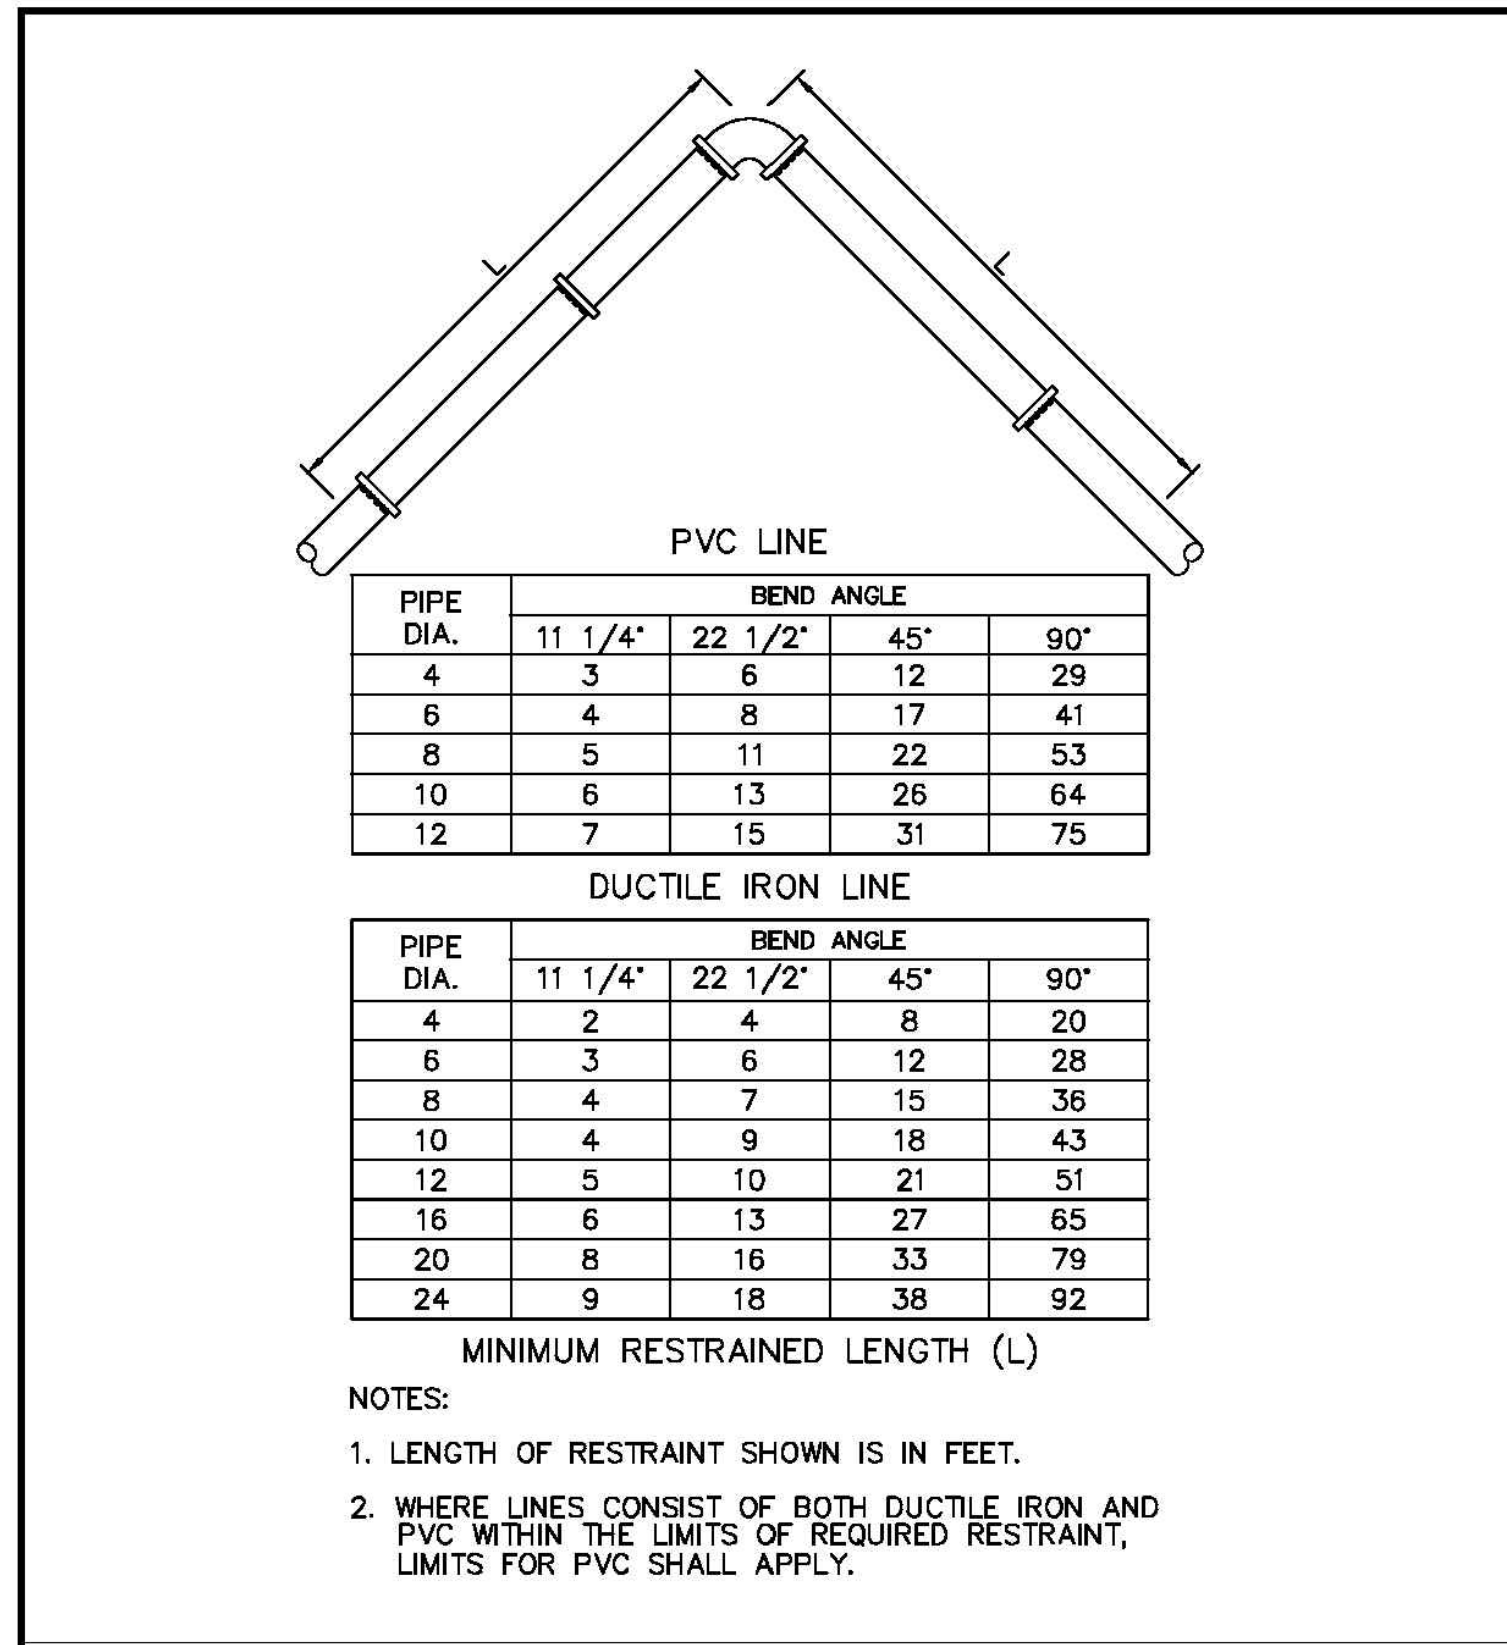 L L
PVC LINE
PIPE DIA. BEND ANGLE
11 1/4° 22 1/2° 45° 90°
4 3 6 12 29
6 4 8 17 41
8 5 11 22 53
10 6 13 26 64
12 7 15 31 75
DUCTILE IRON LINE
PIPE DIA. BEND ANGLE
11 1/4° 22 1/2° 45° 90°
4 2 4 8 20
6 3 6 12 28
8 4 7 15 36
10 4 9 18 43
12 5 10 21 51
16 6 13 27 65
20 8 16 33 79
24 9 18 38 92
MINIMUM RESTRAINED LENGTH (L)
NOTES:
1. LENGTH OF RESTRAINT SHOWN IS IN FEET.
2. WHERE LINES CONSIST OF BOTH DUCTILE IRON AND
PVC WITHIN THE LIMITS OF REQUIRED RESTRAINT,
LIMITS FOR PVC SHALL APPLY.